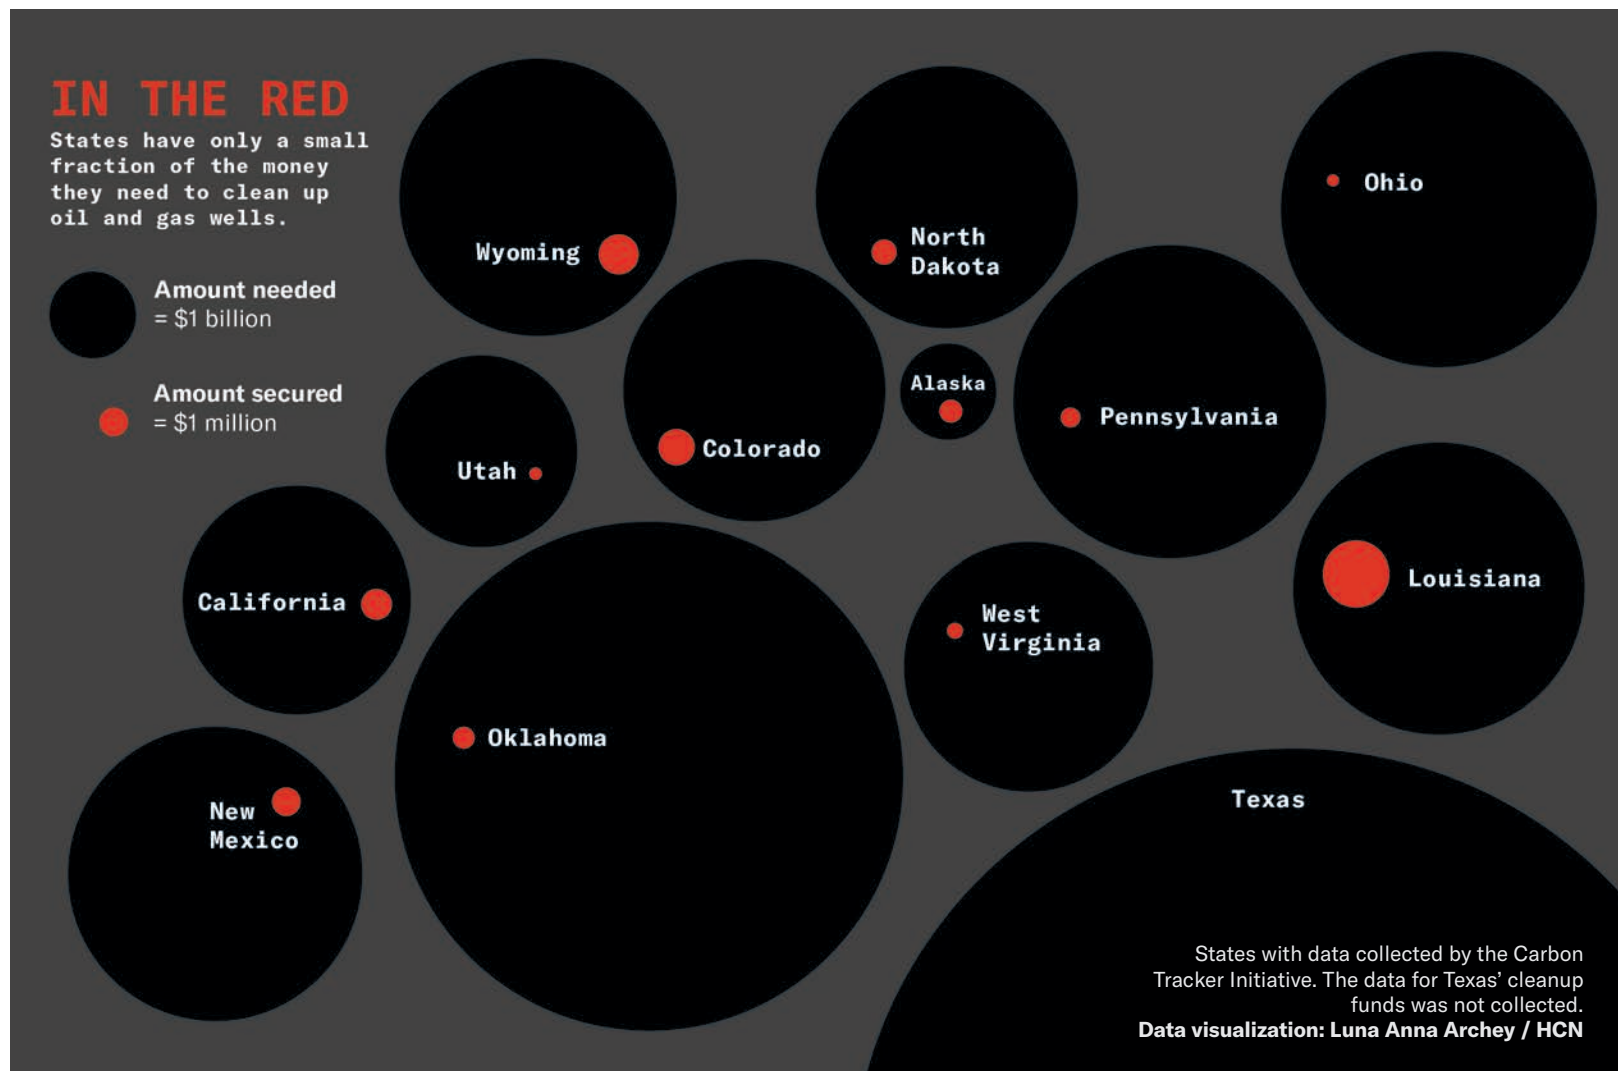 IN THE RED
States have only a small
fraction of the money
they need to clean up
oil and gas wells.
Amount needed
= $1 billion
Amount secured
= $1 million
Wyoming
North
Dakota
Ohio
Alaska
Pennsylvania
Colorado
Utah
California
Louisiana
West
Virginia
Oklahoma
New
Mexico
Texas
States with data collected by the Carbon
Tracker Initiative. The data for Texas’ cleanup
funds was not collected.
Data visualization: Luna Anna Archey / HCN